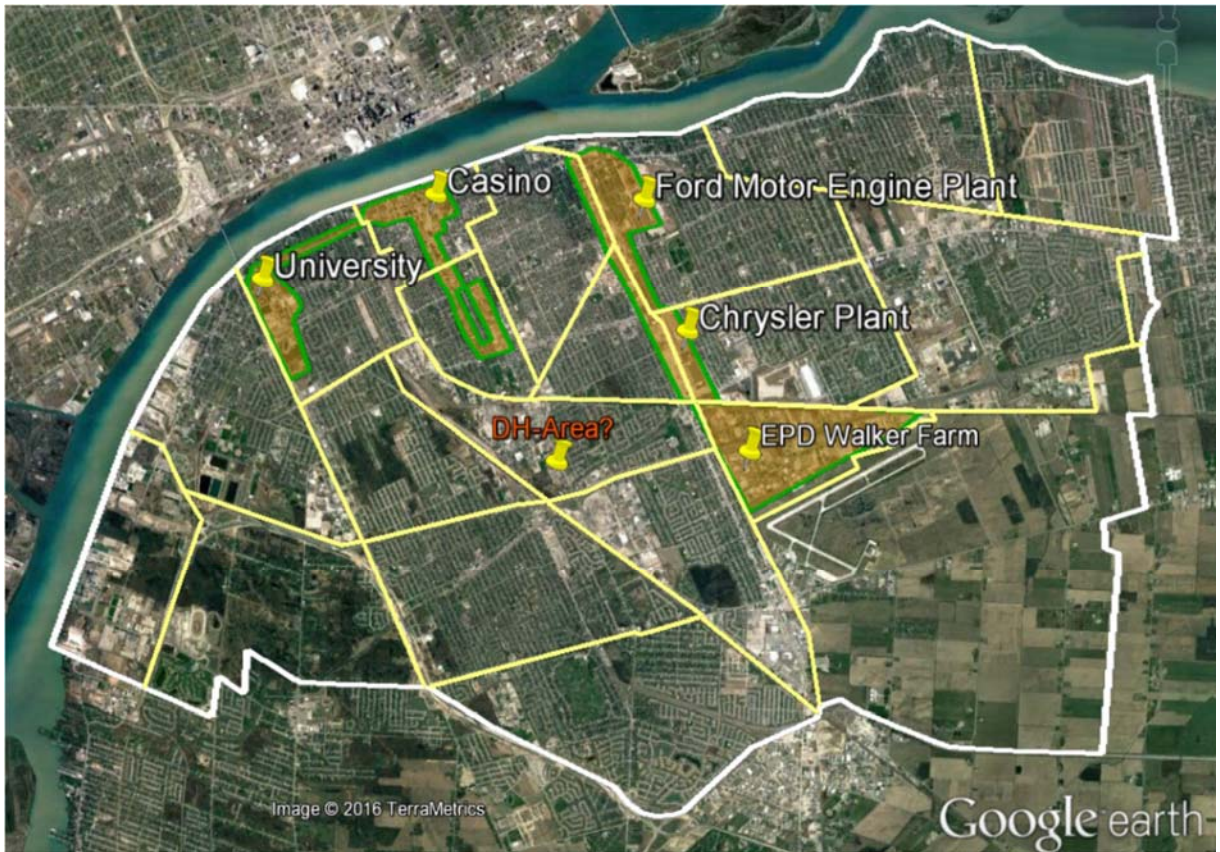 Casino
Ford Motor Engine Plant
University
Chrysler Plant
DH-Area?
EPD Walker Farm
Image © 2016 TerraMetrics
Google earth